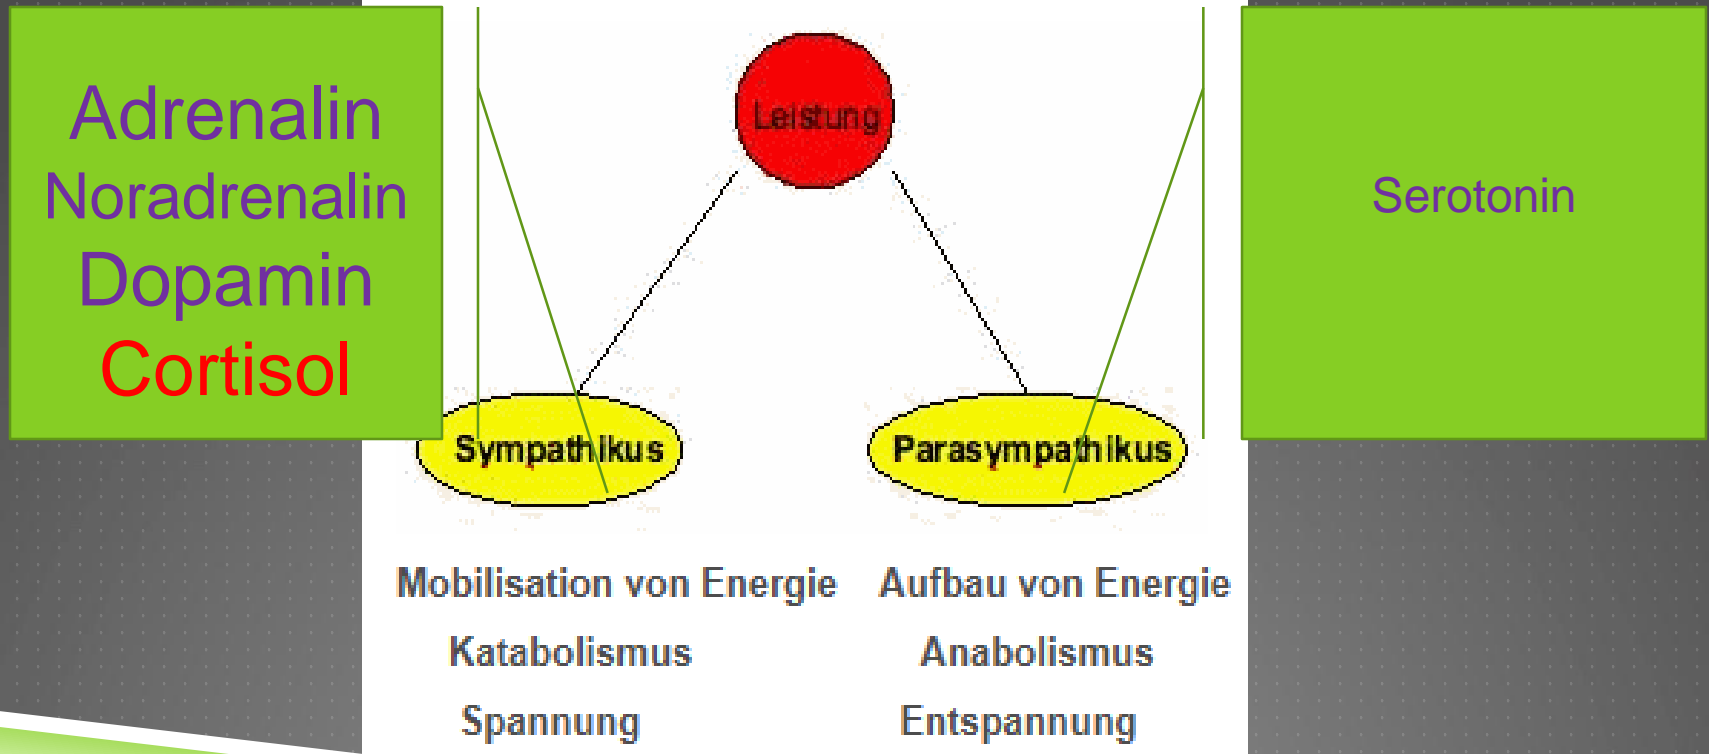 Adrenalin
Noradrenalin
Dopamin
Cortisol
Leistung
Serotonin
Sympathikus
Parasympathikus
Mobilisation von Energie
Aufbau von Energie
Katabolismus
Anabolismus
Spannung
Entspannung